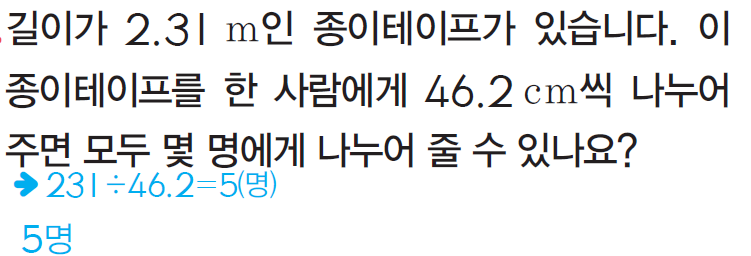 길이가 2.31 m인 종이테이프가 있습니다. 이
종이테이프를 한 사람에게 46.2 cm씩 나누어
주면 모두 몇 명에게 나누어 줄 수 있나요?
➔ 231÷46.2=5(명)
5명